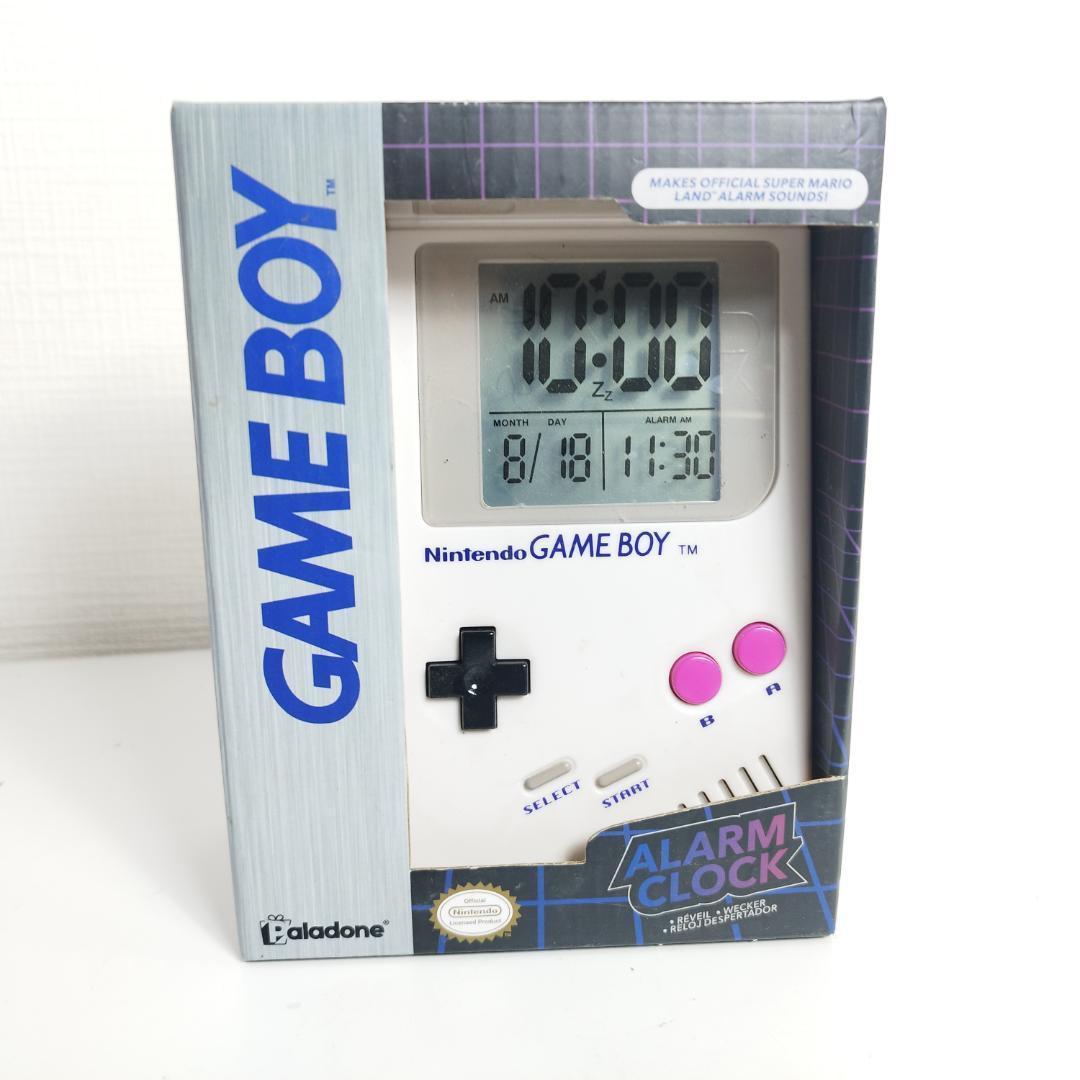 GAME BOY™
MAKES OFFICIAL SUPER MARIO
LAND™ ALARM SOUNDS!
AM
10:00
Zz
MONTH DAY
ALARM AM
8/18
11:30
Nintendo GAME BOY ™
B
A
SELECT
START
ALARM
CLOCK
• RÉVEIL • WECKER
• RELOJ DESPERTADOR
Official
Nintendo
Licensed Product
™
Paladone®